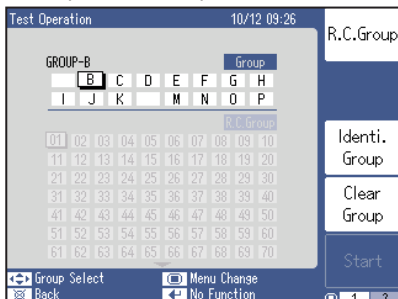 Test Operation 10/12 09:26
R.C.Group
GROUP-B Group
B C D E F G H
I J K M N O P
R.C.Group
01 02 03 04 05 06 07 08 09 10
11 12 13 14 15 16 17 18 19 20
21 22 23 24 25 26 27 28 29 30
31 32 33 34 35 36 37 38 39 40
41 42 43 44 45 46 47 48 49 50
51 52 53 54 55 56 57 58 59 60
61 62 63 64 65 66 67 68 69 70
Identi.
Group
Clear
Group
Start
Group Select Menu Change
Back No Function
1 2